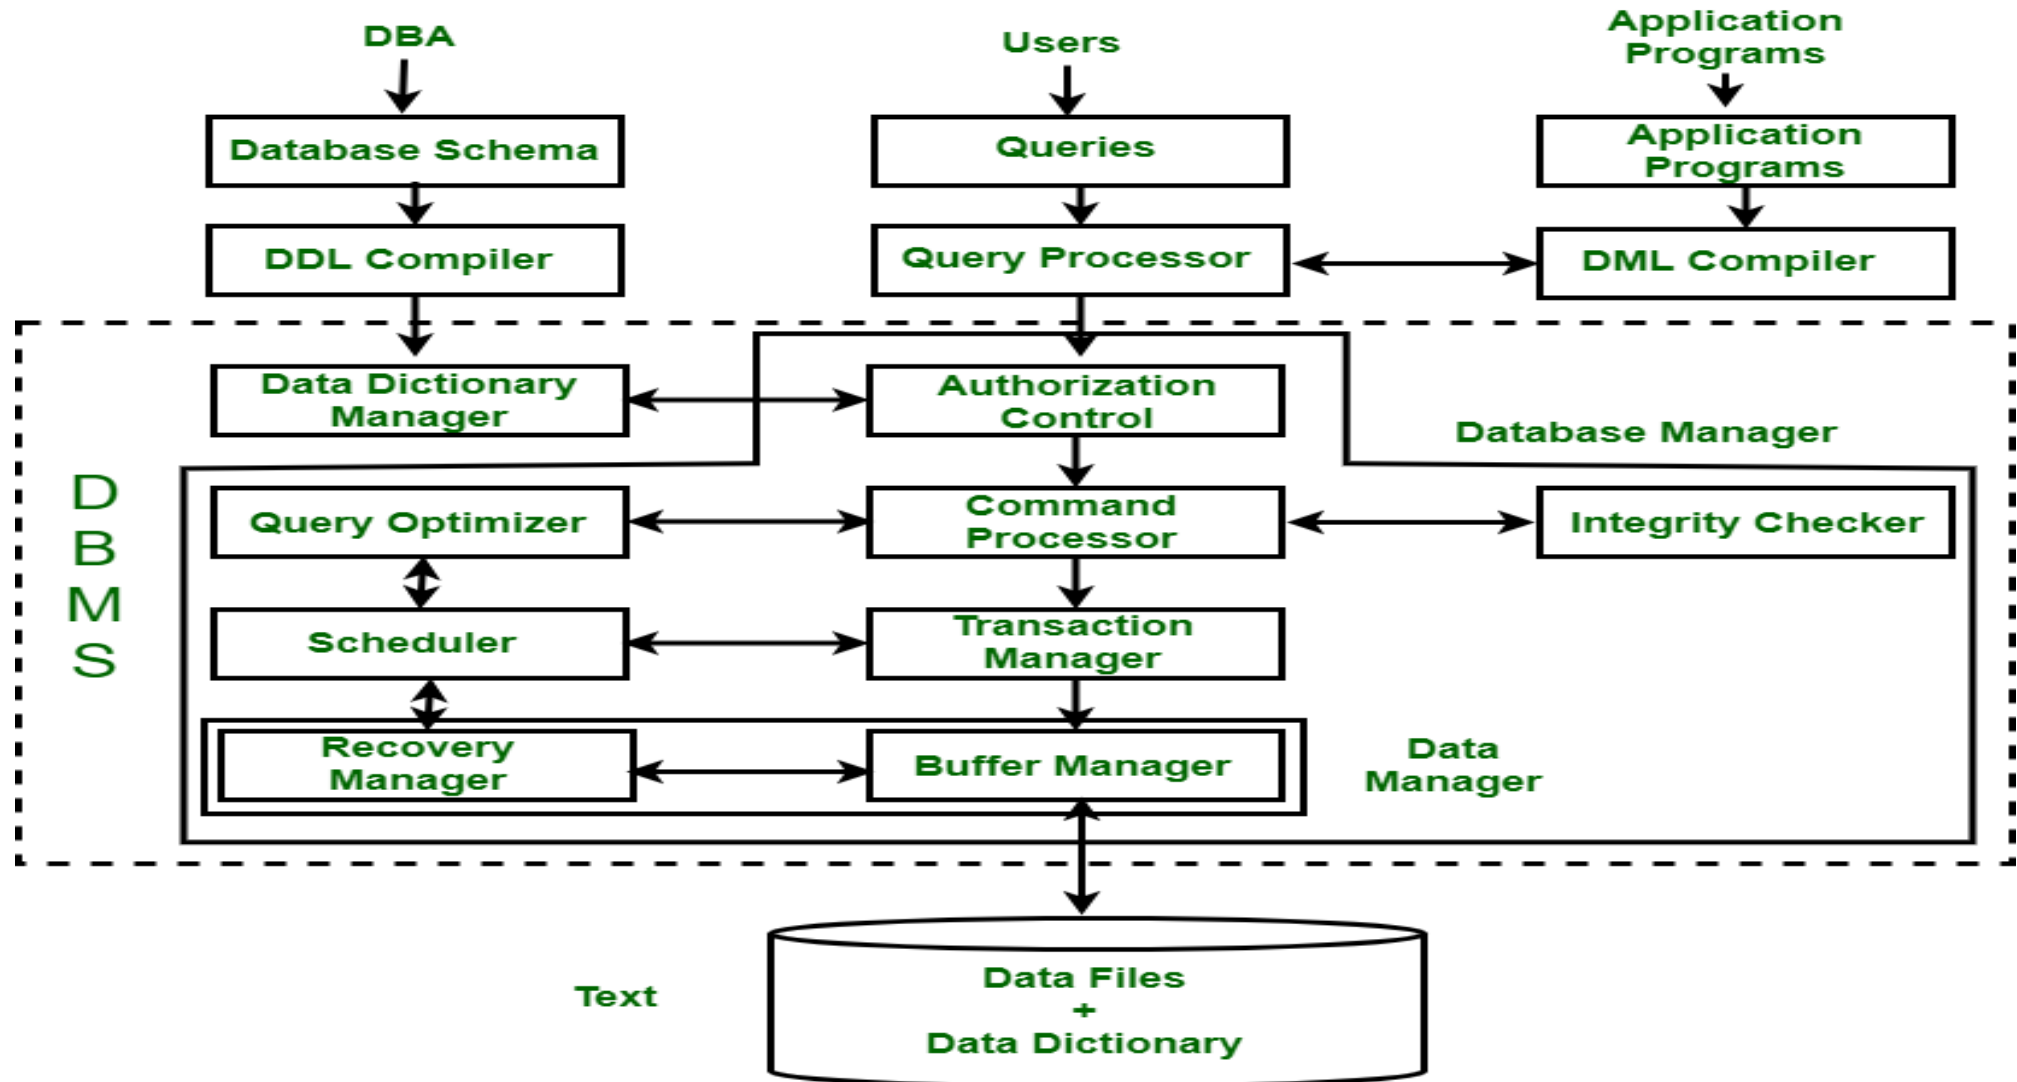 DBA
Users
Application
Programs
Database Schema
Queries
Application
Programs
DDL Compiler
Query Processor
DML Compiler
Data Dictionary
Manager
Authorization
Control
Database Manager
D
B
M
S
Query Optimizer
Command
Processor
Integrity Checker
Scheduler
Transaction
Manager
Recovery
Manager
Buffer Manager
Data
Manager
Text
Data Files
+
Data Dictionary